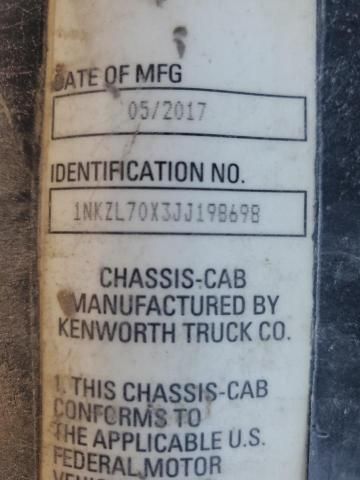 DATE OF MFG
05/2017
IDENTIFICATION NO.
1NKZL70X3JJ198698
CHASSIS-CAB
MANUFACTURED BY
KENWORTH TRUCK CO.
1. THIS CHASSIS-CAB
CONFORMS TO
THE APPLICABLE U.S.
FEDERAL MOTOR